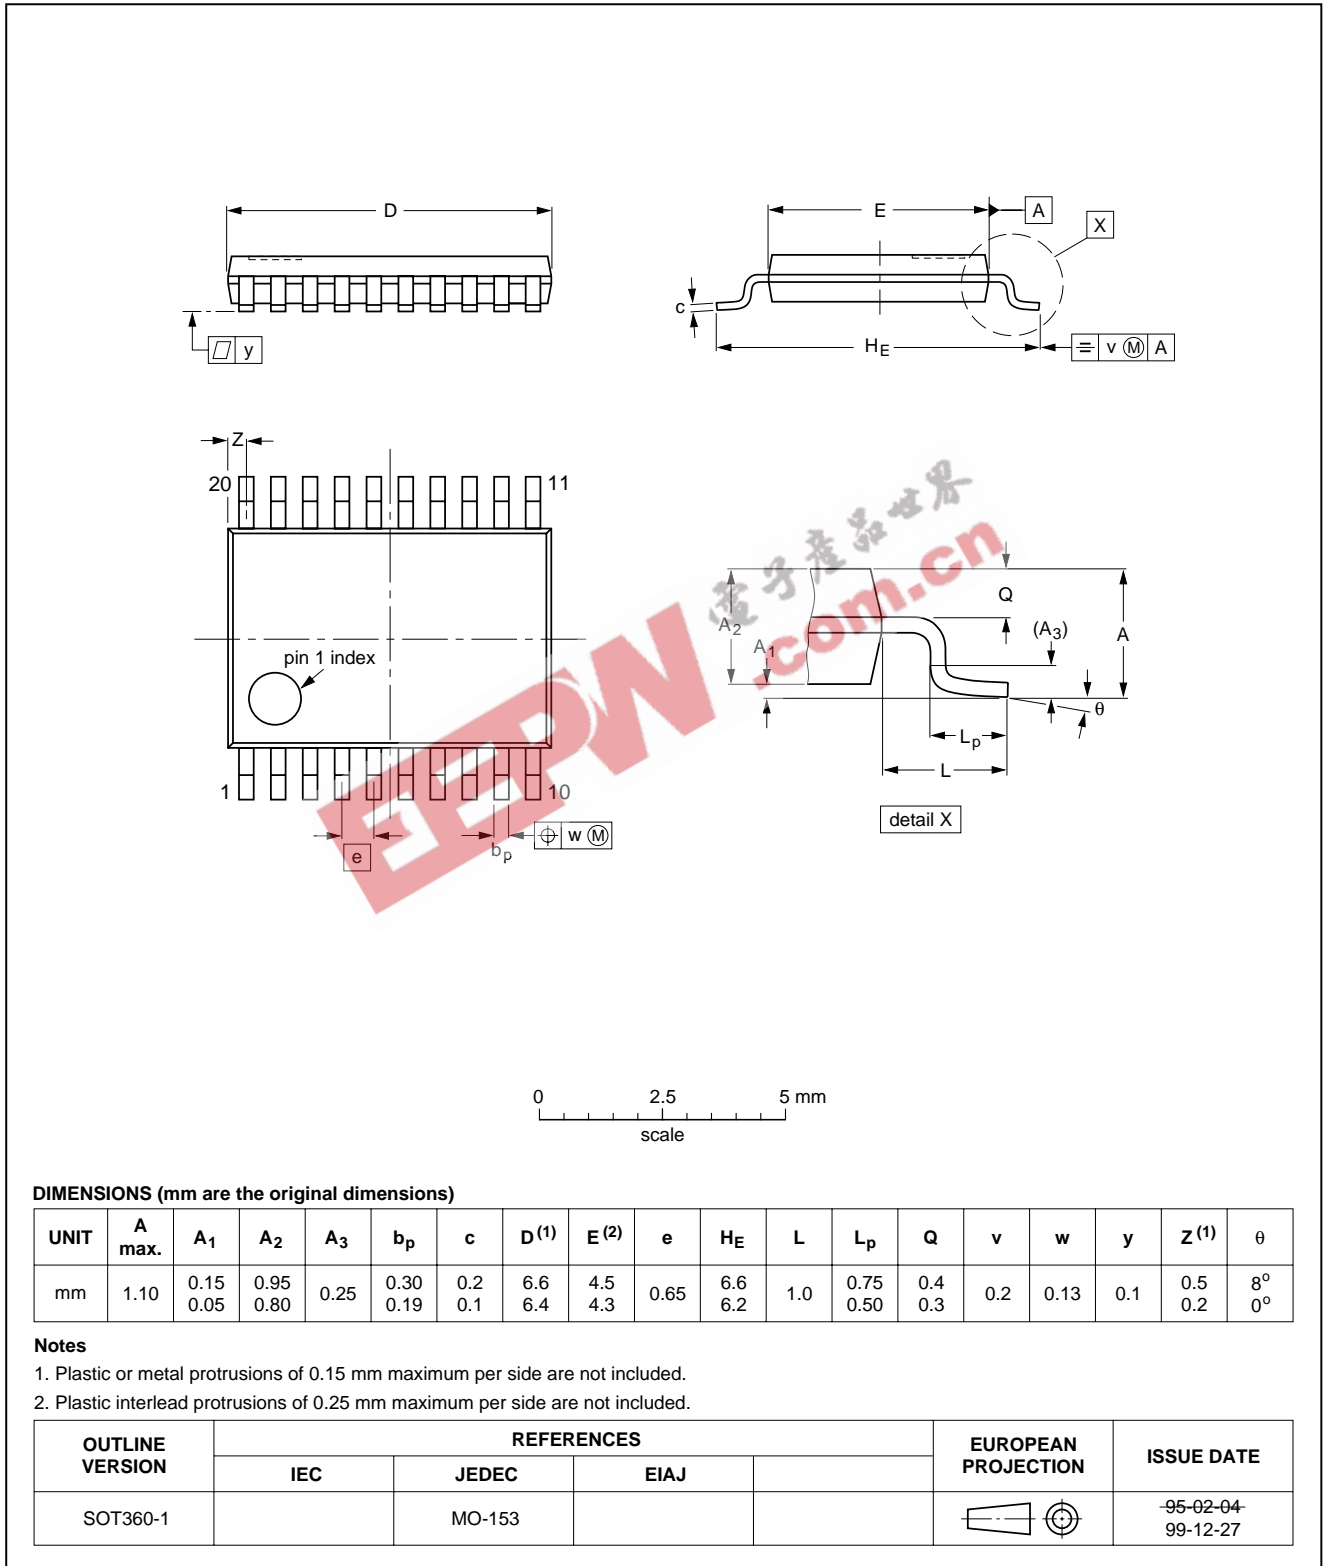 D
E
A
X
c
y
HE
v M A
Z
20
11
pin 1 index
1
10
e
bp
w M
A2
A1
Q
(A3)
A
θ
Lp
L
detail X
電子產品世界
EEPW.com.cn
0 2.5 5 mm
scale
DIMENSIONS (mm are the original dimensions)
UNIT A max. A1 A2 A3 bp c D(1) E(2) e HE L Lp Q v w y Z(1) θ
mm 1.10 0.15 0.05 0.95 0.80 0.25 0.30 0.19 0.2 0.1 6.6 6.4 4.5 4.3 0.65 6.6 6.2 1.0 0.75 0.50 0.4 0.3 0.2 0.13 0.1 0.5 0.2 8° 0°
Notes
1. Plastic or metal protrusions of 0.15 mm maximum per side are not included.
2. Plastic interlead protrusions of 0.25 mm maximum per side are not included.
OUTLINE VERSION REFERENCES EUROPEAN PROJECTION ISSUE DATE
IEC JEDEC EIAJ
SOT360-1 MO-153 95-02-04
99-12-27